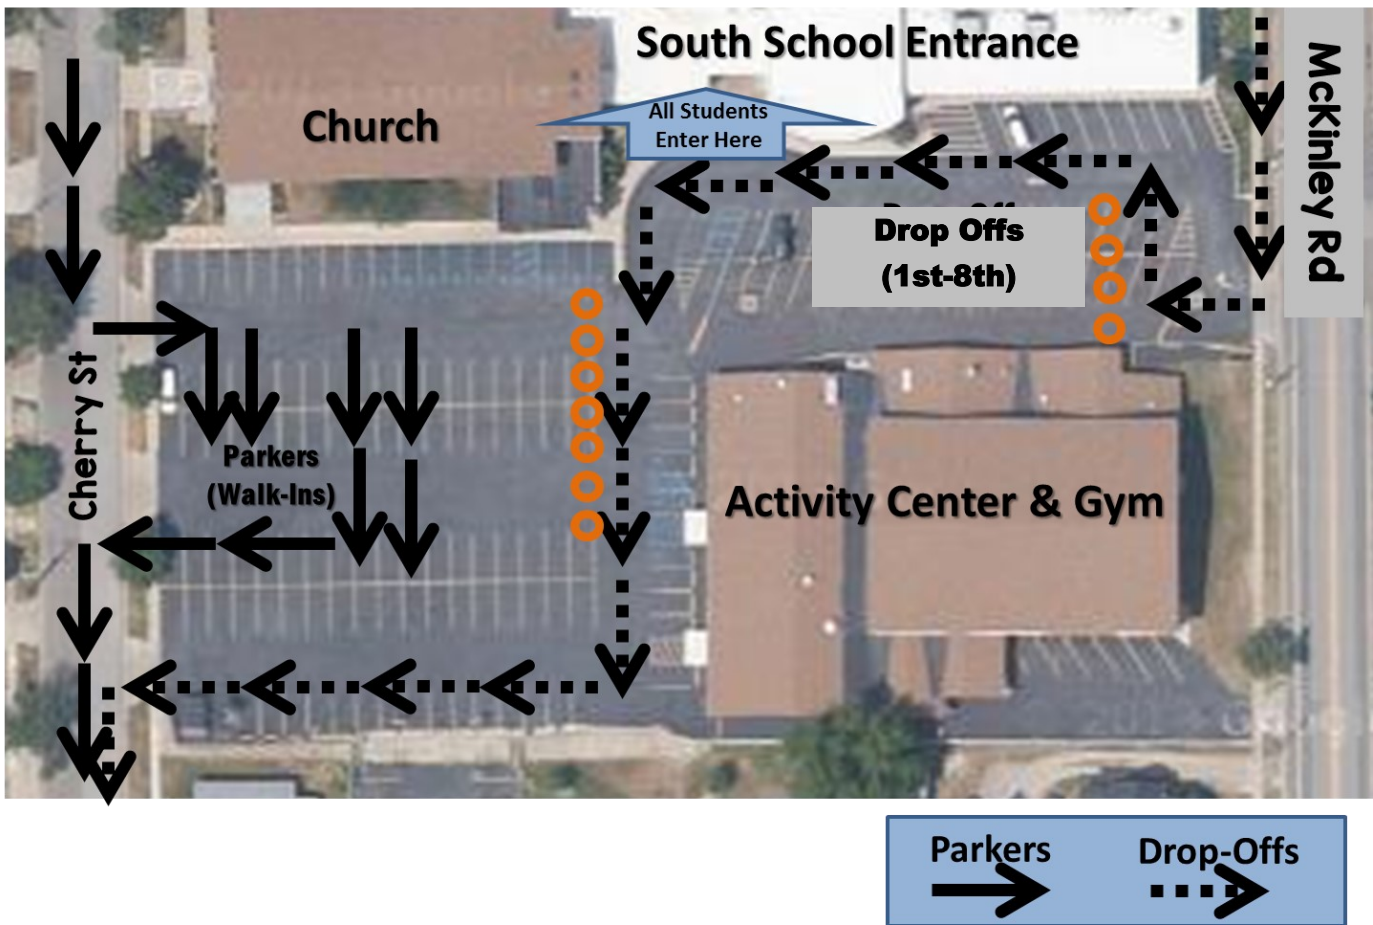 South School Entrance
Church
All Students
Enter Here
McKinley Rd
Drop Offs
(1st-8th)
Cherry St
Parkers
(Walk-Ins)
Activity Center & Gym
Parkers
Drop-Offs